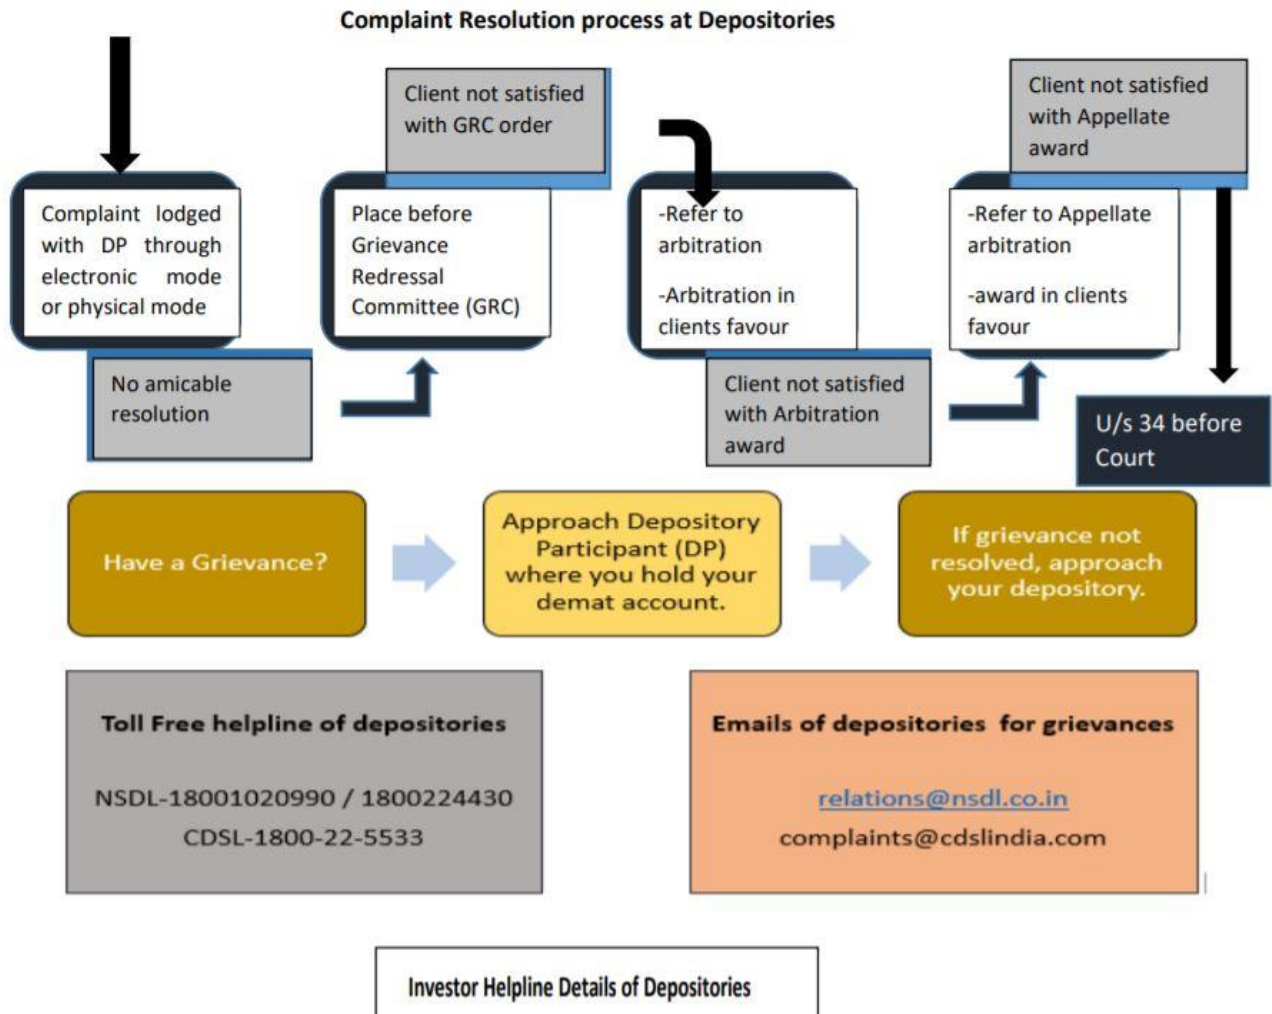 Complaint Resolution process at Depositories
Client not satisfied
with GRC order
Client not satisfied
with Appellate
award
Complaint lodged
with DP through
electronic mode
or physical mode
Place before
Grievance
Redressal
Committee (GRC)
-Refer to
arbitration
-Arbitration in
clients favour
-Refer to Appellate
arbitration
-award in clients
favour
No amicable
resolution
Client not satisfied
with Arbitration
award
U/s 34 before
Court
Have a Grievance?
Approach Depository
Participant (DP)
where you hold your
demat account.
If grievance not
resolved, approach
your depository.
Toll Free helpline of depositories
NSDL-18001020990 / 1800224430
CDSL-1800-22-5533
Emails of depositories for grievances
relations@nsdl.co.in
complaints@cdslindia.com
Investor Helpline Details of Depositories